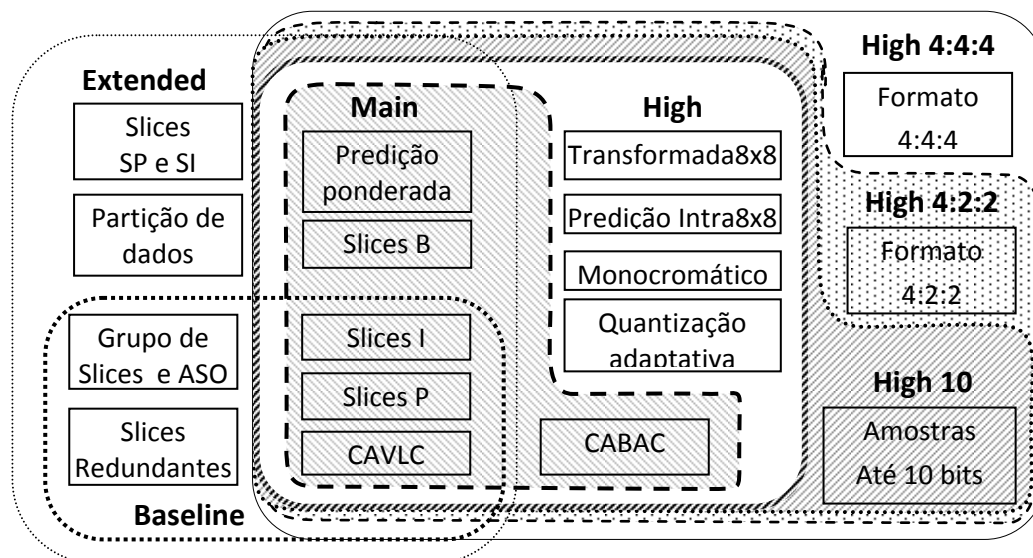 Extended
Slices
SP e SI
Partição de
dados
Grupo de
Slices e ASO
Slices
Redundantes
Baseline
Main
Predição
ponderada
Slices B
Slices I
Slices P
CAVLC
High
Transformada8x8
Predição Intra8x8
Monocromático
Quantização
adaptativa
CABAC
High 4:4:4
Formato
4:4:4
High 4:2:2
Formato
4:2:2
High 10
Amostras
Até 10 bits